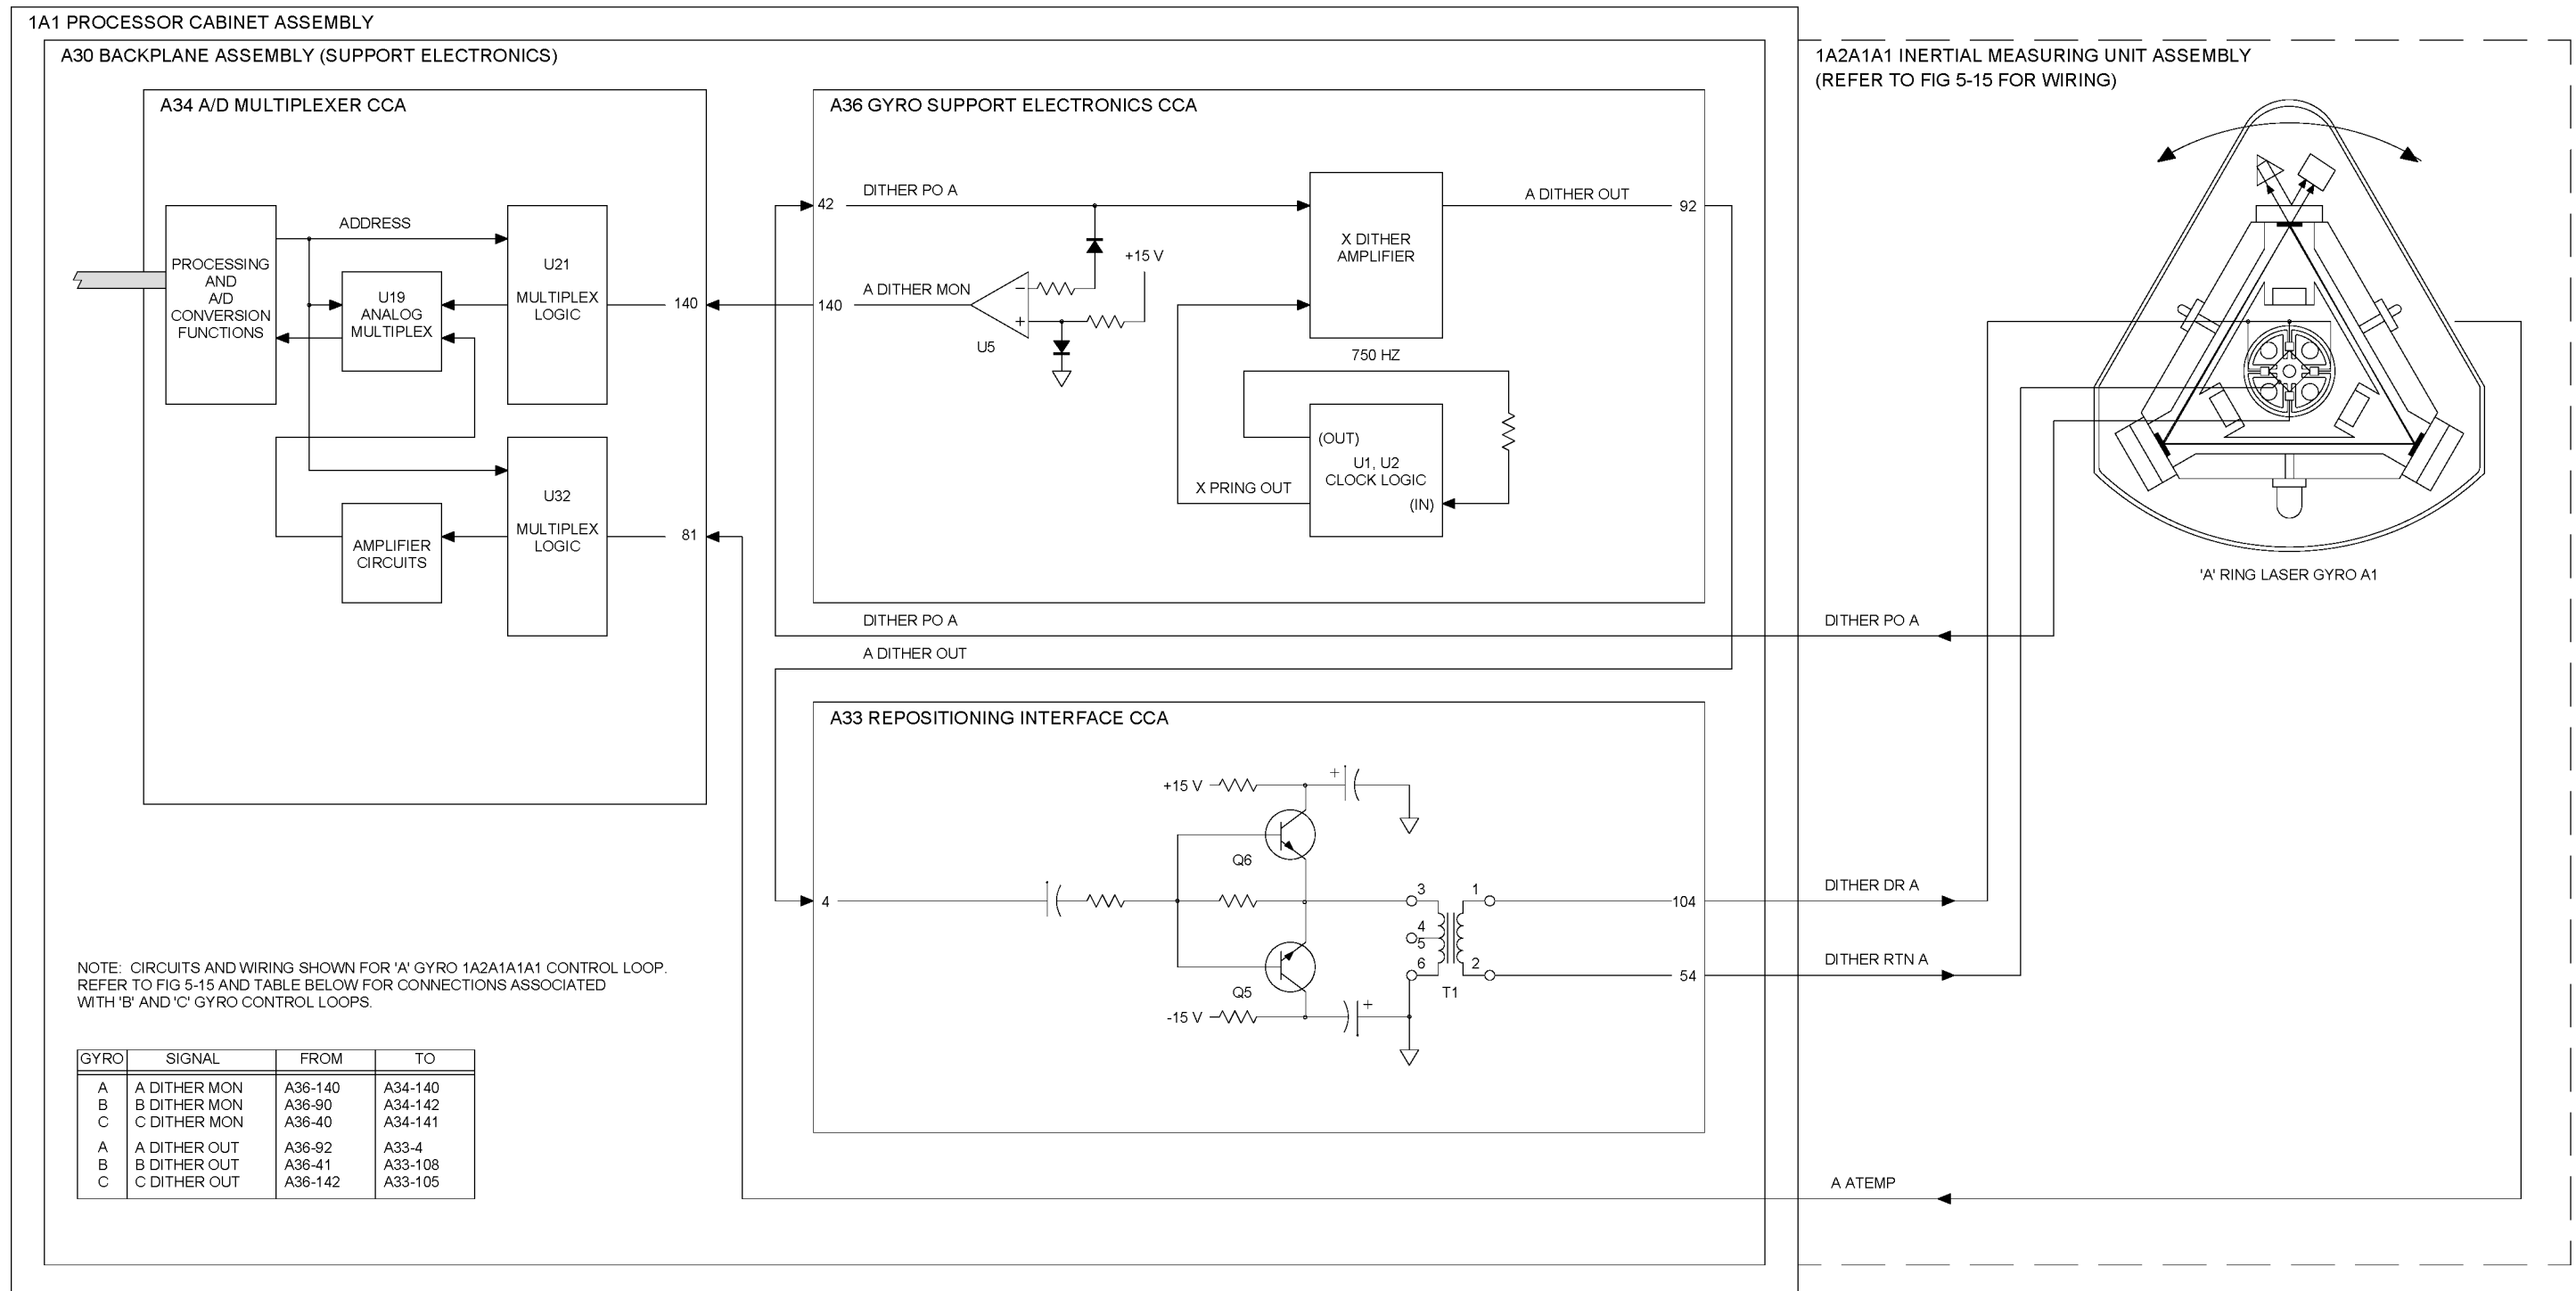 1A1 PROCESSOR CABINET ASSEMBLY
A30 BACKPLANE ASSEMBLY (SUPPORT ELECTRONICS)
1A2A1A1 INERTIAL MEASURING UNIT ASSEMBLY
(REFER TO FIG 5-15 FOR WIRING)
A34 A/D MULTIPLEXER CCA
PROCESSING
AND
A/D
CONVERSION
FUNCTIONS
ADDRESS
U19
ANALOG
MULTIPLEX
U21
MULTIPLEX
LOGIC
140
AMPLIFIER
CIRCUITS
U32
MULTIPLEX
LOGIC
81
A36 GYRO SUPPORT ELECTRONICS CCA
42
DITHER PO A
140
A DITHER MON
U5
−
+
+15 V
X DITHER
AMPLIFIER
A DITHER OUT
92
750 HZ
(OUT)
U1, U2
CLOCK LOGIC
(IN)
X PRING OUT
'A' RING LASER GYRO A1
DITHER PO A
DITHER PO A
A DITHER OUT
A33 REPOSITIONING INTERFACE CCA
+15 V
+
Q6
4
3
1
4
5
6
2
T1
104
54
Q5
-15 V
+
DITHER DR A
DITHER RTN A
A ATEMP
NOTE: CIRCUITS AND WIRING SHOWN FOR 'A' GYRO 1A2A1A1A1 CONTROL LOOP.
REFER TO FIG 5-15 AND TABLE BELOW FOR CONNECTIONS ASSOCIATED
WITH 'B' AND 'C' GYRO CONTROL LOOPS.
GYRO SIGNAL FROM TO
A A DITHER MON A36-140 A34-140
B B DITHER MON A36-90 A34-142
C C DITHER MON A36-40 A34-141
A A DITHER OUT A36-92 A33-4
B B DITHER OUT A36-41 A33-108
C C DITHER OUT A36-142 A33-105